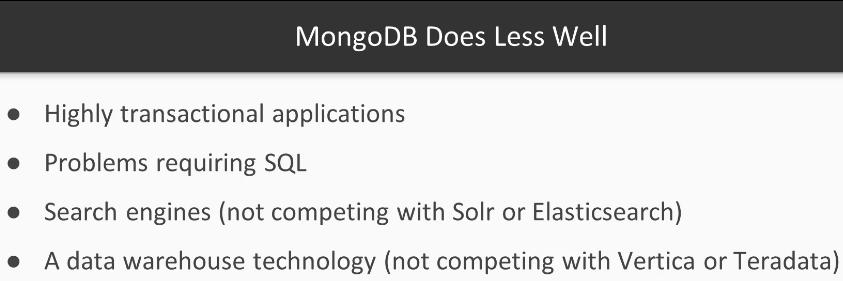 MongoDB Does Less Well
● Highly transactional applications
● Problems requiring SQL
● Search engines (not competing with Solr or Elasticsearch)
● A data warehouse technology (not competing with Vertica or Teradata)